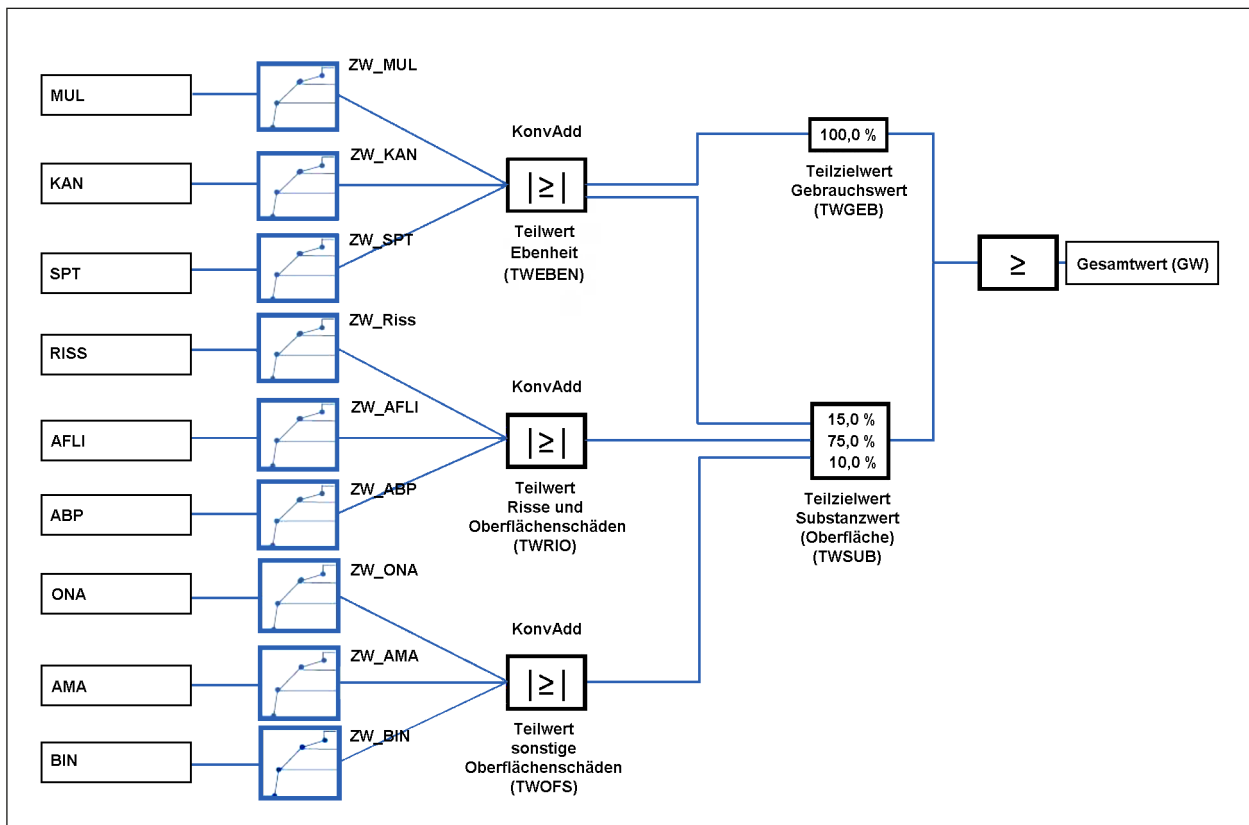 MUL
ZW_MUL
KAN
ZW_KAN
SPT
ZW_SPT
KonvAdd
|≥|
Teilwert
Ebenheit
(TWEBEN)
RISS
ZW_Riss
AFLI
ZW_AFLI
ABP
ZW_ABP
KonvAdd
|≥|
Teilwert
Risse und
Oberflächenschäden
(TWRIO)
ONA
ZW_ONA
AMA
ZW_AMA
BIN
ZW_BIN
KonvAdd
|≥|
Teilwert
sonstige
Oberflächenschäden
(TWOFS)
100,0 %
Teilzielwert
Gebrauchswert
(TWGEB)
15,0 %
75,0 %
10,0 %
Teilzielwert
Substanzwert
(Oberfläche)
(TWSUB)
≥
Gesamtwert (GW)